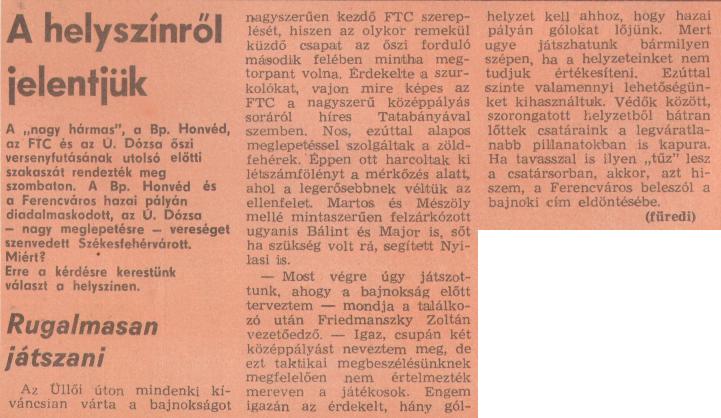 A helyszínről
jelentjük
A „nagy hármas", a Bp. Honvéd,
az FTC és az Ú. Dózsa őszi
versenyfutásának utolsó előtti
szakaszát rendezték meg
szombaton. A Bp. Honvéd és
a Ferencváros hazai pályán
diadalmaskodott, az Ú. Dózsa
— nagy meglepetésre — vereséget
szenvedett Székesfehérvárott.
Miért?
Erre a kérdésre kerestünk
választ a helyszínen.
Rugalmasan
játszani
Az Üllői úton mindenki kí-
váncsian várta a bajnokságot
nagyszerűen kezdő FTC szerep-
lését, hiszen az olykor remekül
küzdő csapat az őszi forduló
második felében mintha meg-
torpant volna. Érdekelte a szur-
kolókat, vajon mire képes az
FTC a nagyszerű középpályás
soráról híres Tatabányával
szemben. Nos, ezúttal alapos
meglepetéssel szolgáltak a zöld-
fehérek. Éppen ott harcoltak ki
létszámfölényt a mérkőzés alatt,
ahol a legerősebbnek véltük az
ellenfelet. Martos és Mészöly
mellé mintaszerűen felzárkózott
ugyanis Bálint és Major is, sőt
ha szükség volt rá, segített Nyi-
lasi is.
— Most végre úgy játszot-
tunk, ahogy a bajnokság előtt
terveztem — mondja a találko-
zó után Friedmanszky Zoltán
vezetőedző. — Igaz, csupán két
középpályást neveztem meg, de
ezt taktikai megbeszélésünknek
megfelelően nem értelmezték
mereven a játékosok. Engem
igazán az érdekelt, hány gól-
helyzet kell ahhoz, hogy hazai
pályán gólokat lőjünk. Mert
ugye játszhatunk bármilyen
szépen, ha a helyzeteinket nem
tudjuk értékesíteni. Ezúttal
szinte valamennyi lehetőségün-
ket kihasználtuk. Védők között,
szorongatott helyzetből bátran
lőttek csatáraink a legváratla-
nabb pillanatokban is kapura.
Ha tavasszal is ilyen „tűz" lesz
a csatársorban, akkor, azt hi-
szem, a Ferencváros beleszól a
bajnoki cím eldöntésébe.
(füredi)